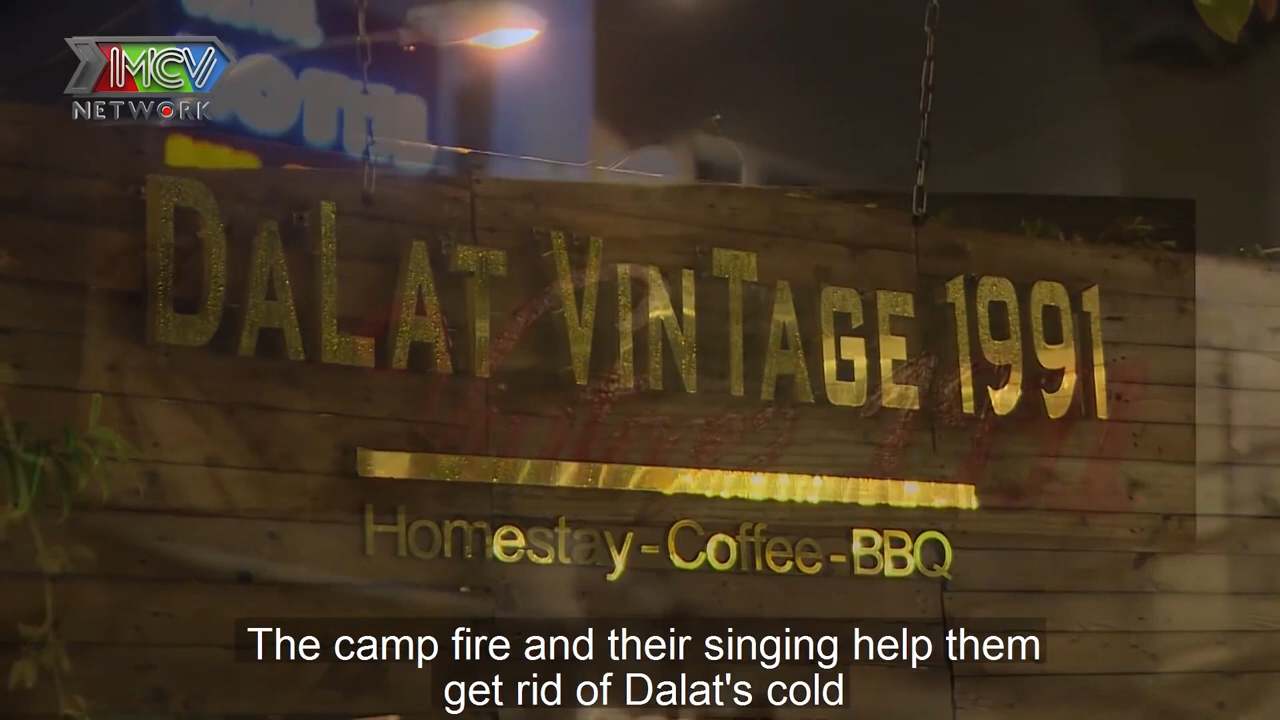 MCV
NETWORK
DALAT VINTAGE 1991
Homestay-Coffee-BBQ
The camp fire and their singing help them
get rid of Dalat's cold